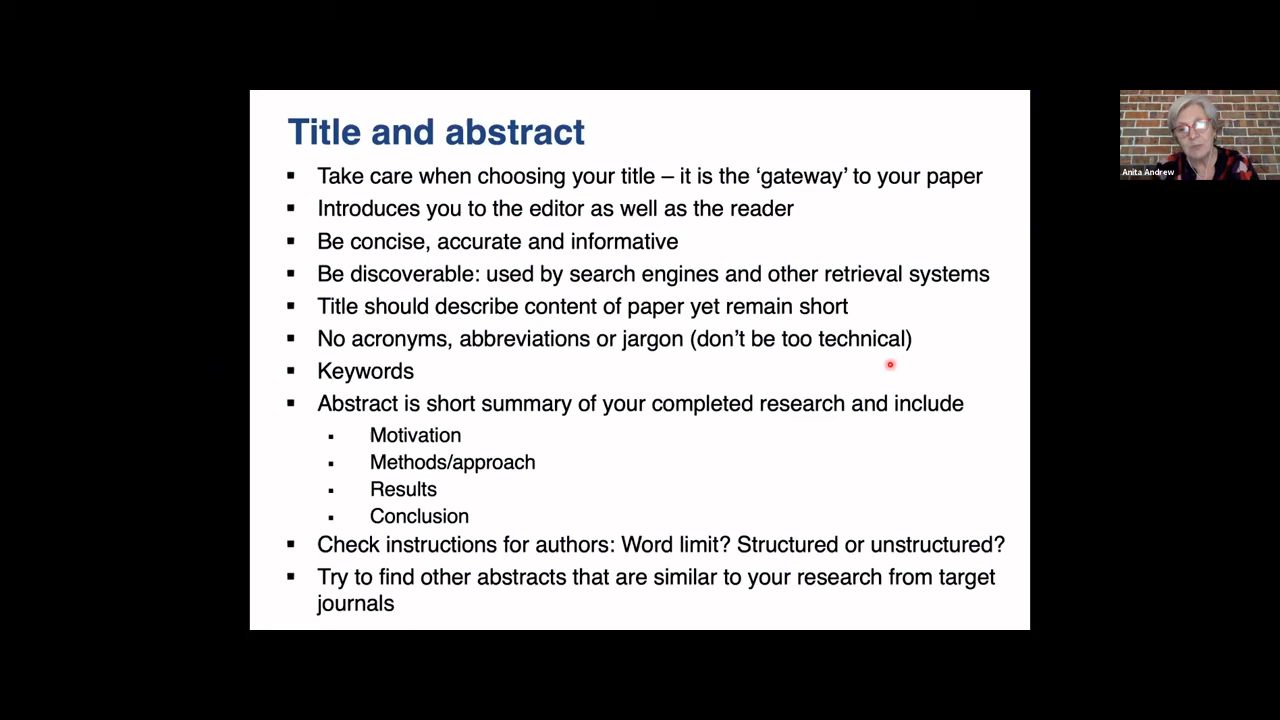 Title and abstract
▪ Take care when choosing your title – it is the ‘gateway’ to your paper
▪ Introduces you to the editor as well as the reader
▪ Be concise, accurate and informative
▪ Be discoverable: used by search engines and other retrieval systems
▪ Title should describe content of paper yet remain short
▪ No acronyms, abbreviations or jargon (don’t be too technical)
▪ Keywords
▪ Abstract is short summary of your completed research and include
▪ Motivation
▪ Methods/approach
▪ Results
▪ Conclusion
▪ Check instructions for authors: Word limit? Structured or unstructured?
▪ Try to find other abstracts that are similar to your research from target
journals
Anita Andrew